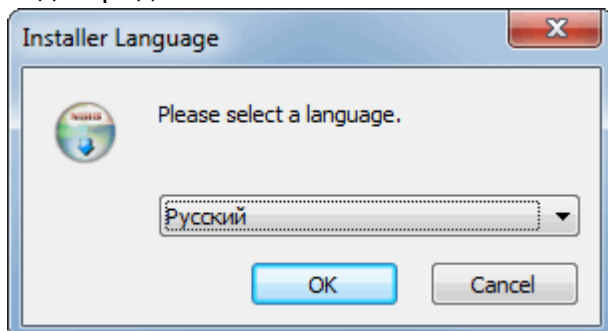 Installer Language
Please select a language.
Русский
OK
Cancel